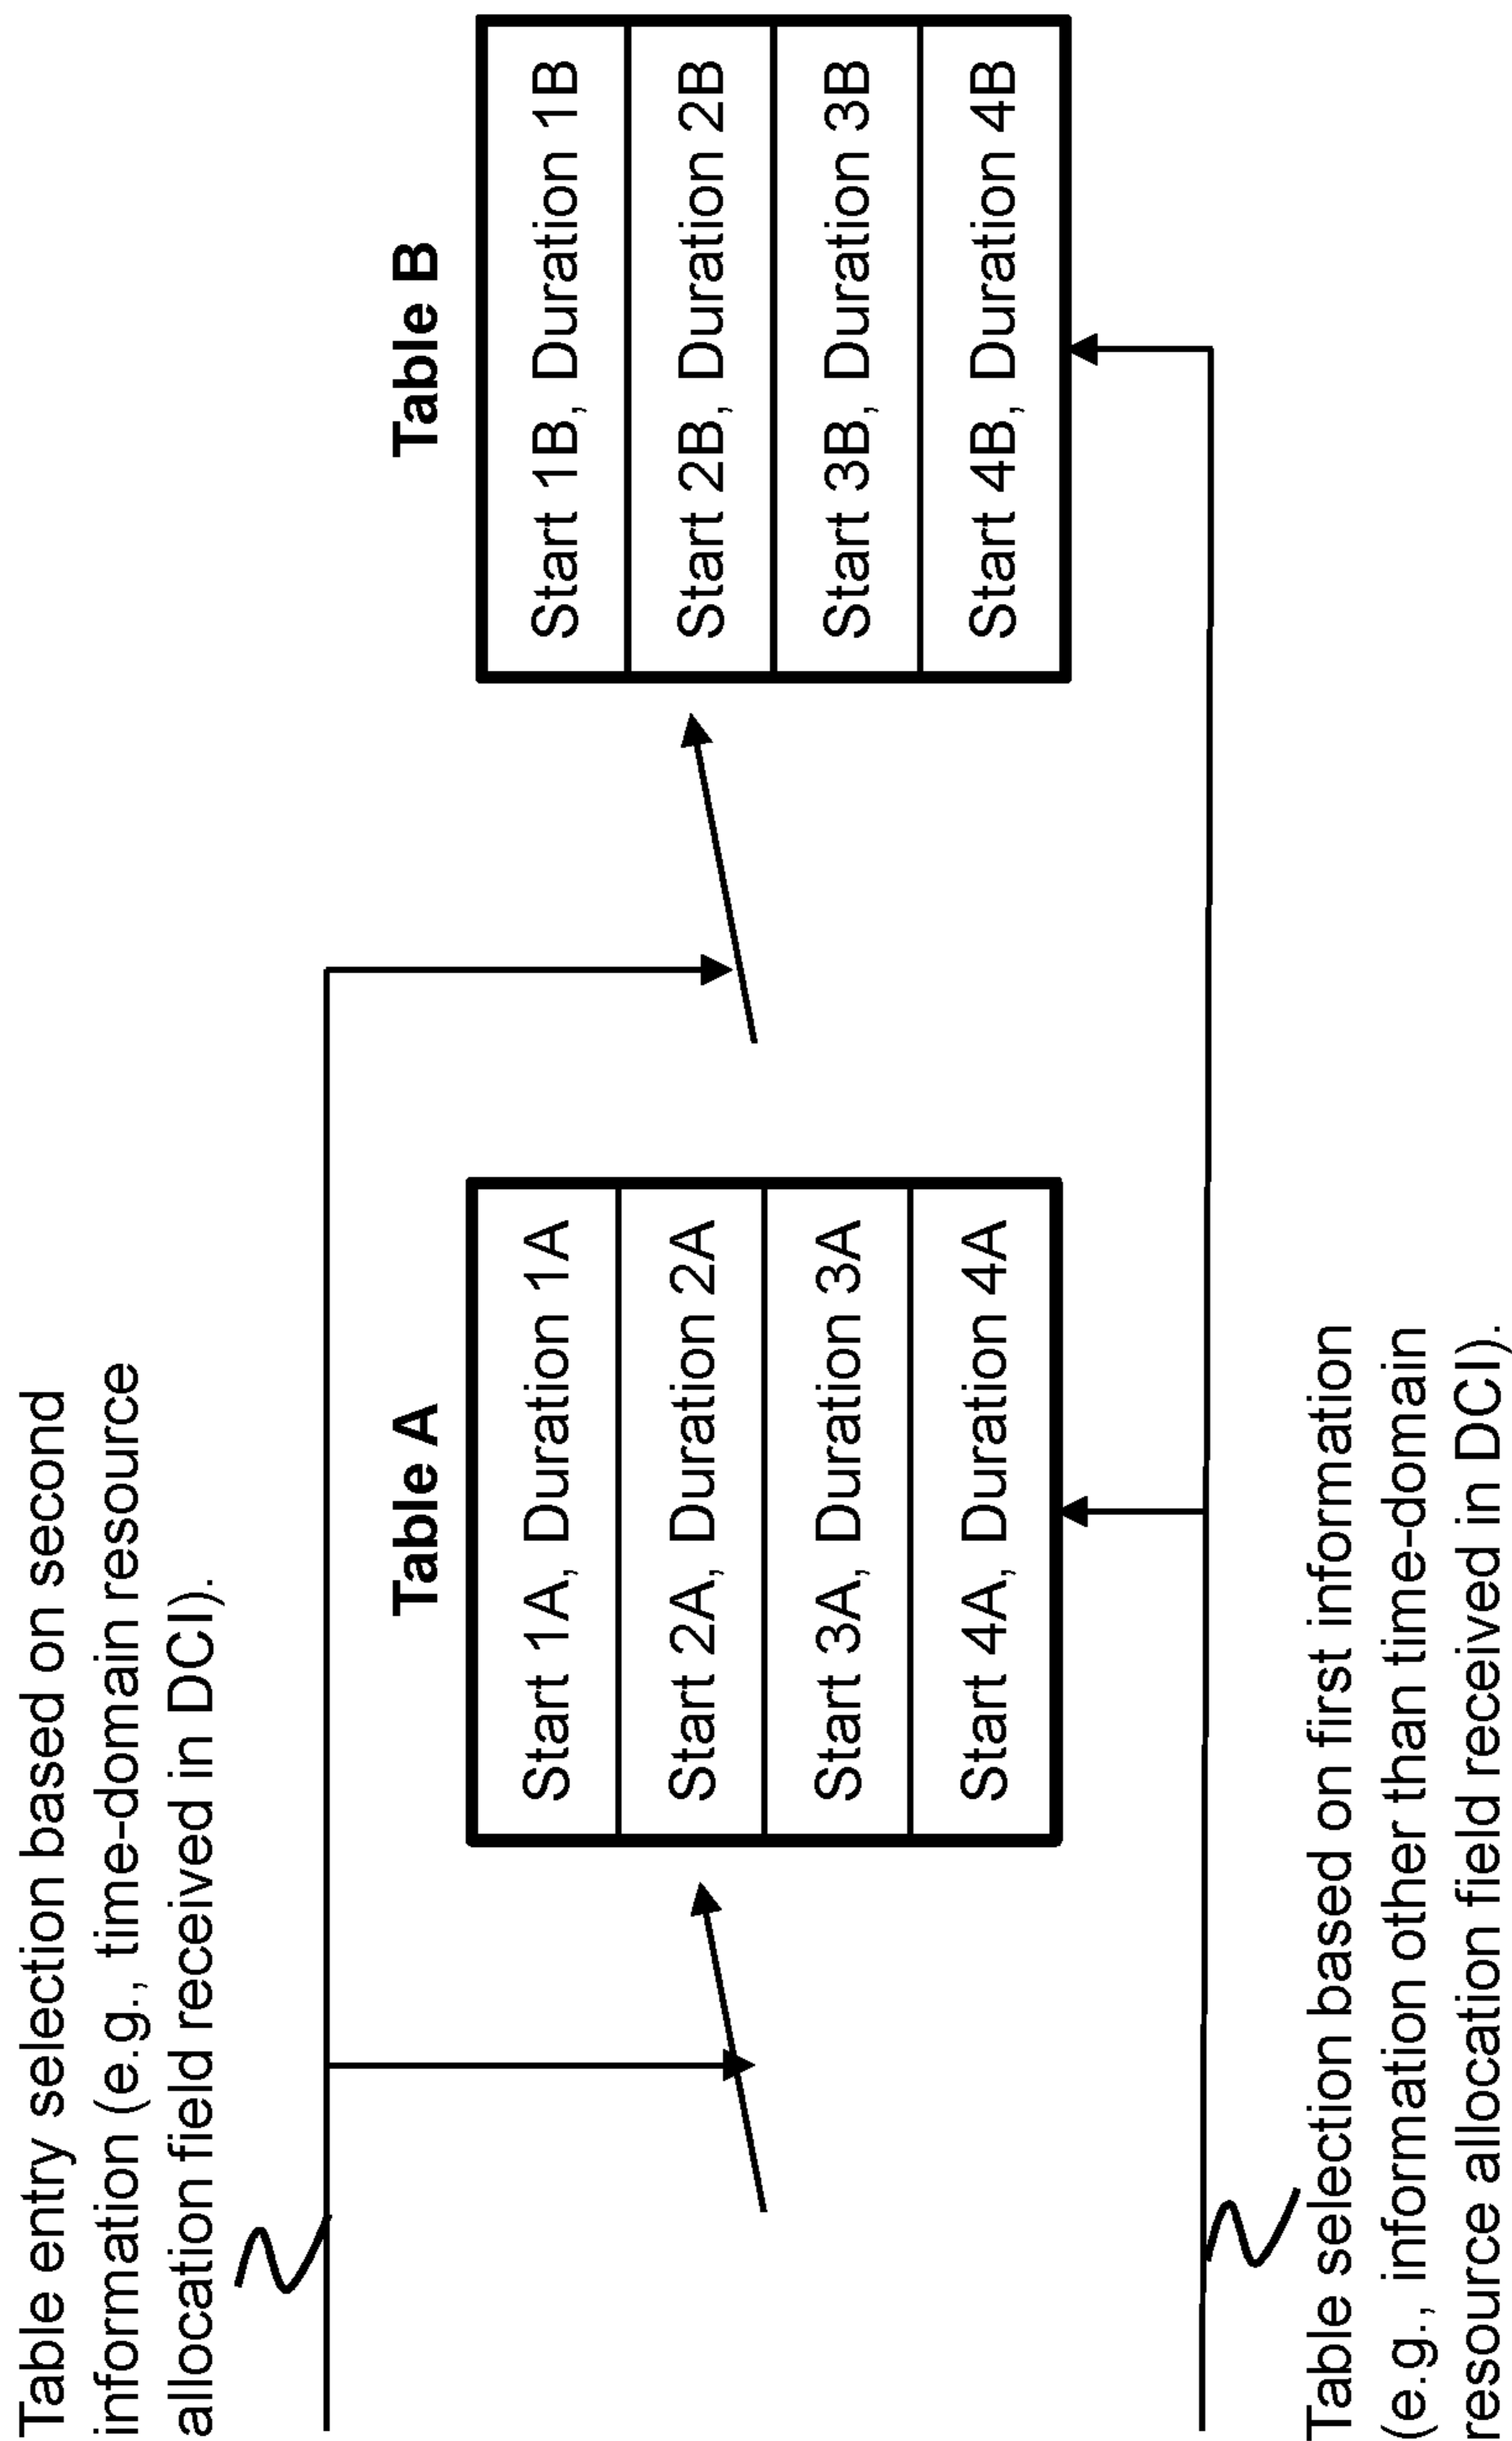 Table entry selection based on second
information (e.g., time-domain resource
allocation field received in DCI).
Table A
Start 1A, Duration 1A
Start 2A, Duration 2A
Start 3A, Duration 3A
Start 4A, Duration 4A
Table B
Start 1B, Duration 1B
Start 2B, Duration 2B
Start 3B, Duration 3B
Start 4B, Duration 4B
Table selection based on first information
(e.g., information other than time-domain
resource allocation field received in DCI).